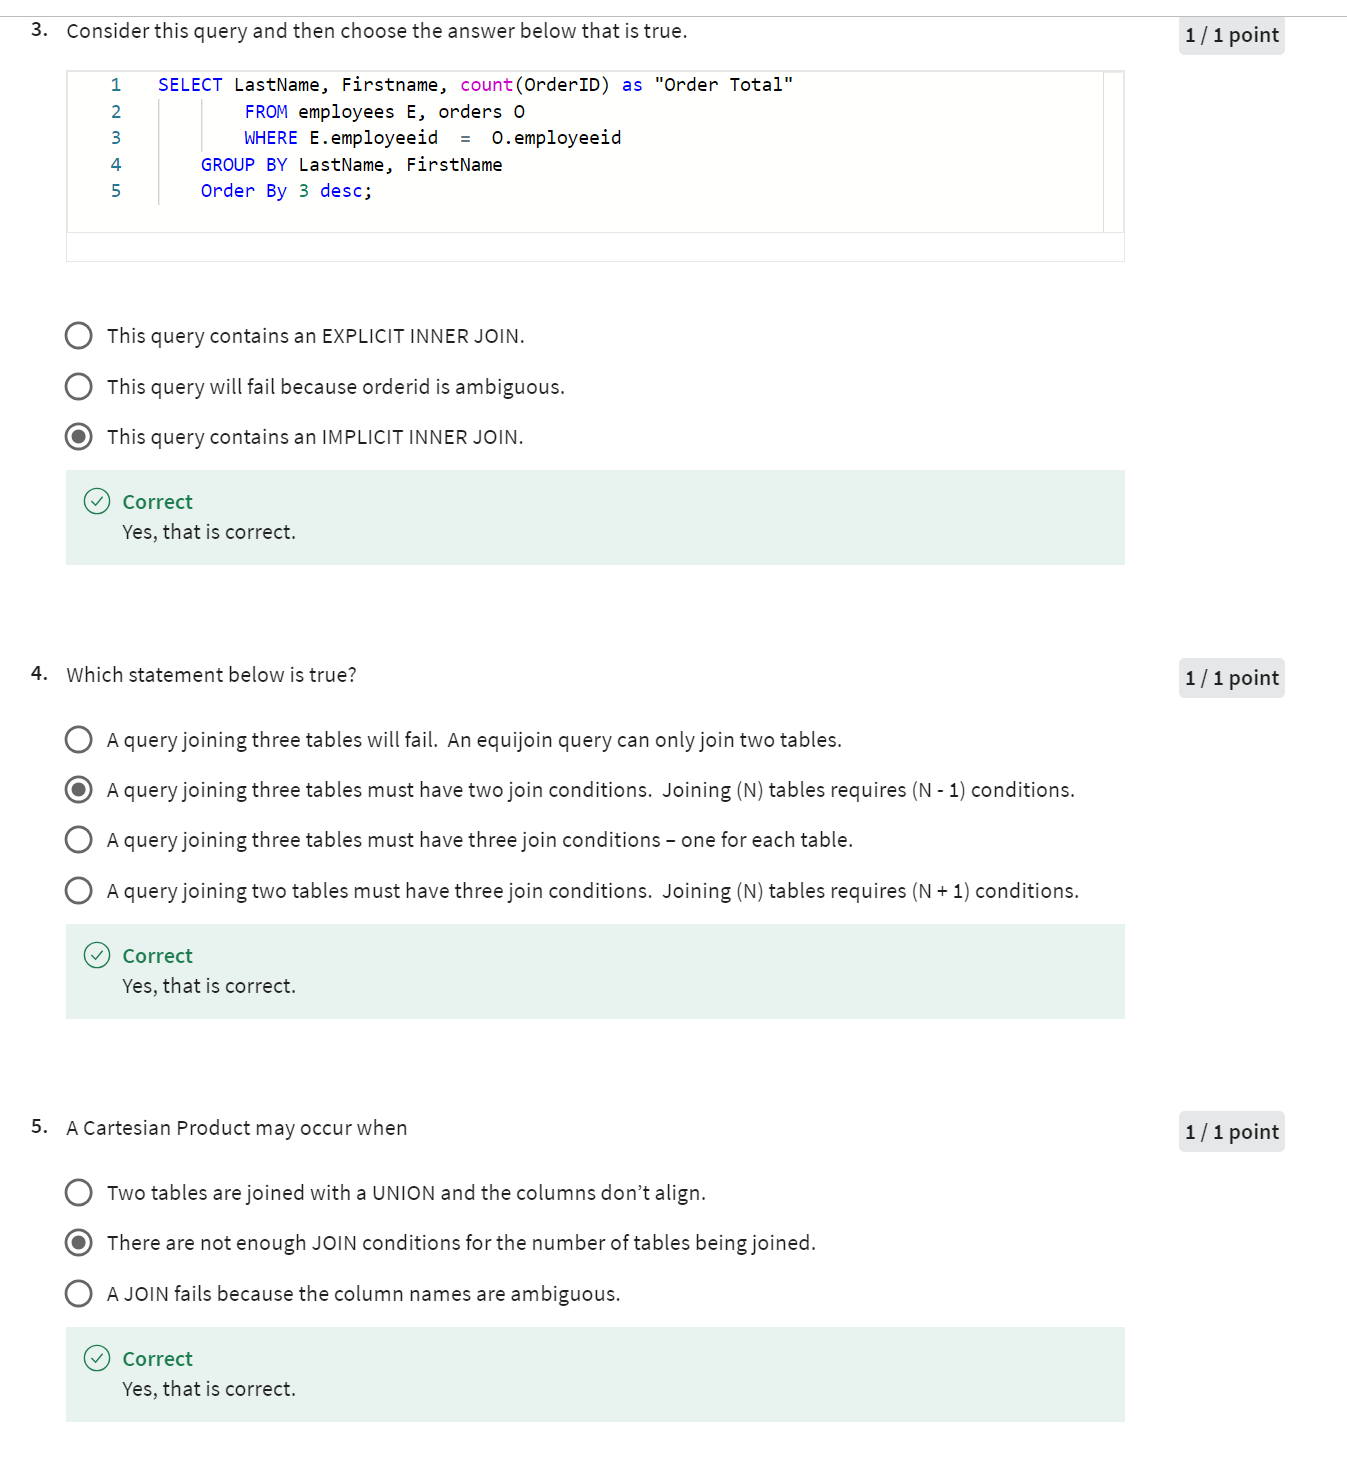 3. Consider this query and then choose the answer below that is true.
1 / 1 point
1 SELECT LastName, Firstname, count(OrderID) as "Order Total"
2 FROM employees E, orders O
3 WHERE E.employeeid = O.employeeid
4 GROUP BY LastName, FirstName
5 Order By 3 desc;
This query contains an EXPLICIT INNER JOIN.
This query will fail because orderid is ambiguous.
This query contains an IMPLICIT INNER JOIN.
Correct
Yes, that is correct.
4. Which statement below is true?
1 / 1 point
A query joining three tables will fail. An equijoin query can only join two tables.
A query joining three tables must have two join conditions. Joining (N) tables requires (N - 1) conditions.
A query joining three tables must have three join conditions – one for each table.
A query joining two tables must have three join conditions. Joining (N) tables requires (N + 1) conditions.
Correct
Yes, that is correct.
5. A Cartesian Product may occur when
1 / 1 point
Two tables are joined with a UNION and the columns don’t align.
There are not enough JOIN conditions for the number of tables being joined.
A JOIN fails because the column names are ambiguous.
Correct
Yes, that is correct.